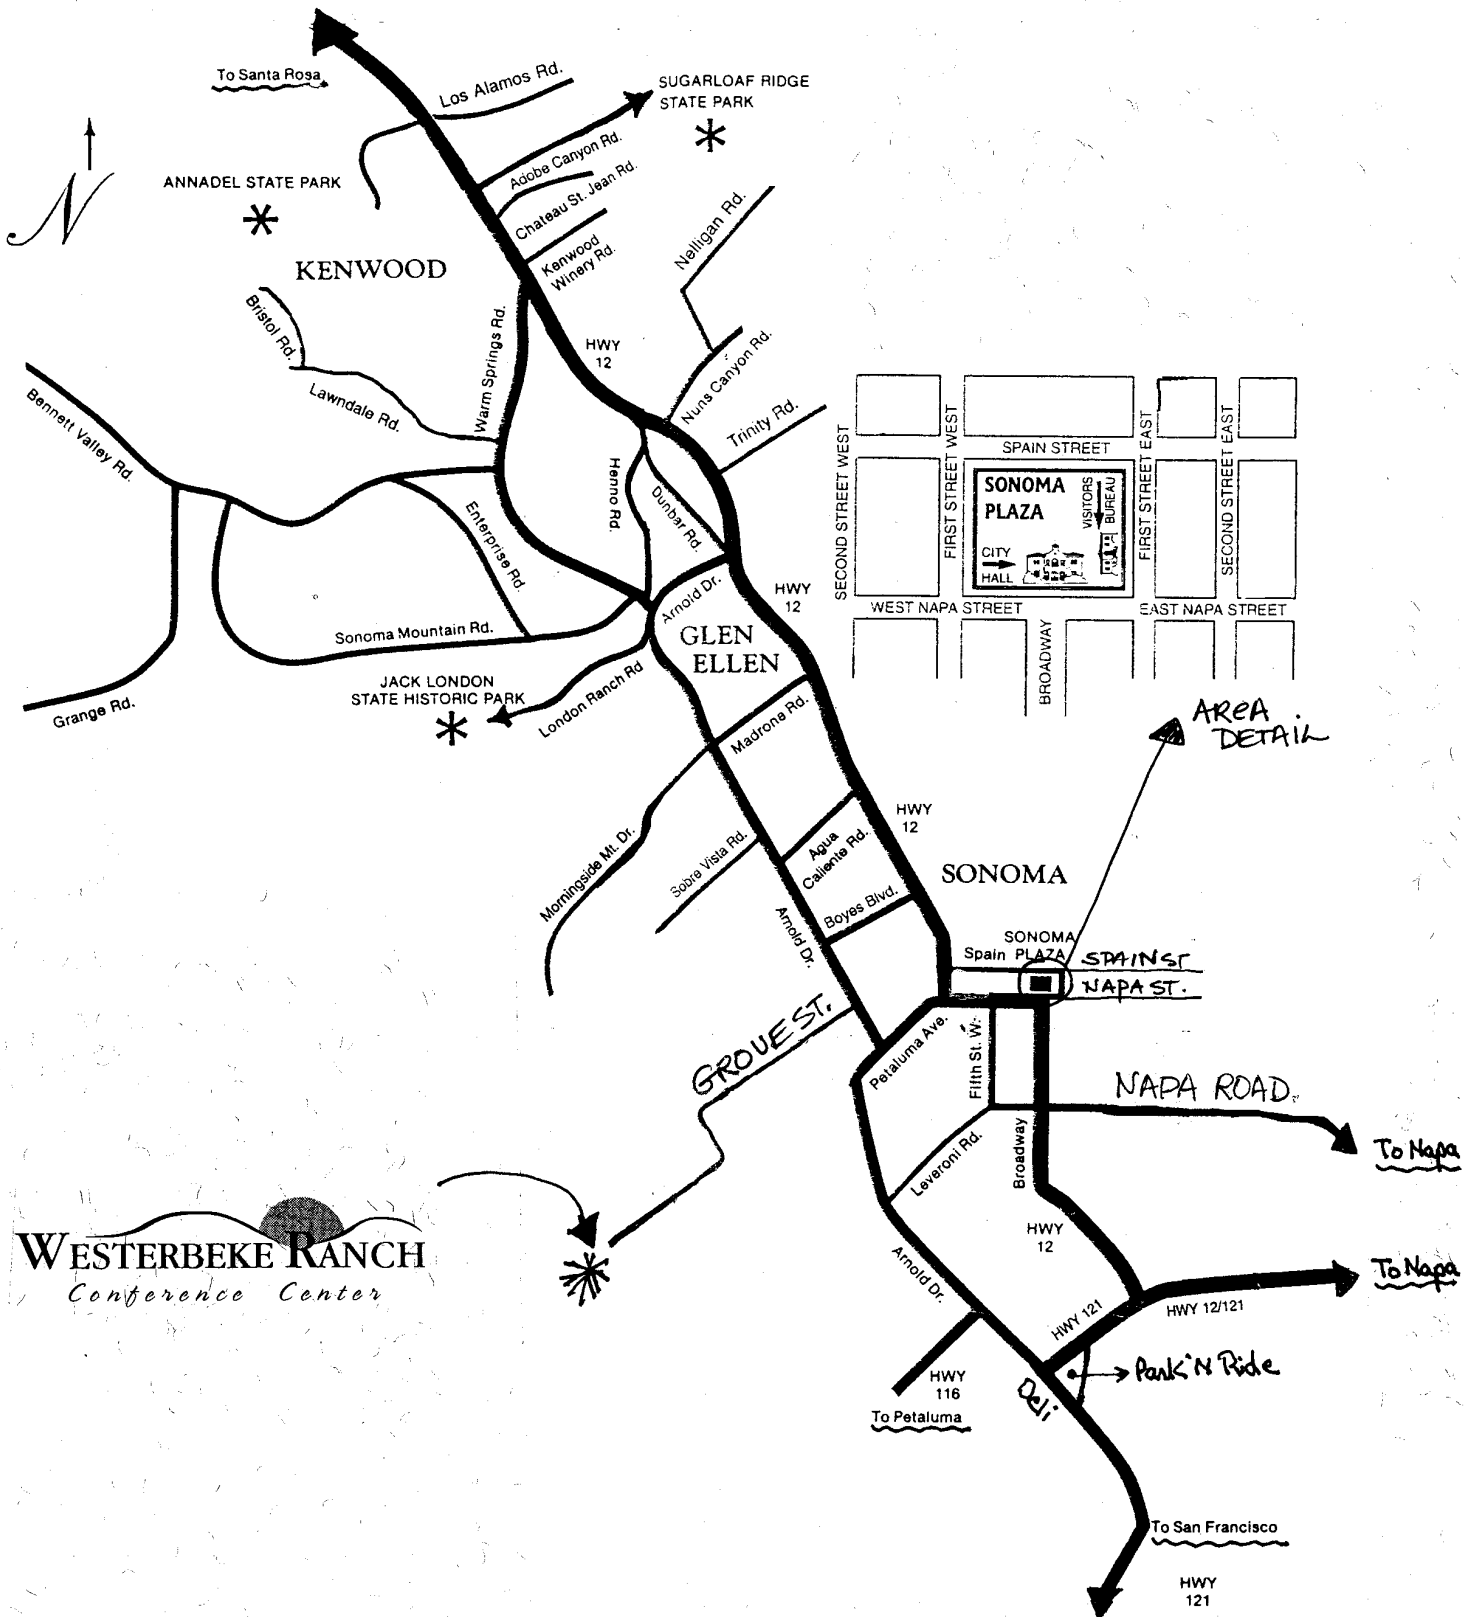 To Santa Rosa
Los Alamos Rd.
SUGARLOAF RIDGE
STATE PARK
Adobe Canyon Rd.
N
ANNADEL STATE PARK
Chateau St. Jean Rd.
Kenwood
Winery Rd.
Nelligan Rd.
KENWOOD
Bristol Rd.
Warm Springs Rd.
HWY
12
Nuns Canyon Rd.
Lawndale Rd.
Trinity Rd.
Bennett Valley Rd.
Henno Rd.
Dunbar Rd.
Enterprise Rd.
Arnold Dr.
HWY
12
Sonoma Mountain Rd.
GLEN
ELLEN
JACK LONDON
STATE HISTORIC PARK
London Ranch Rd
Grange Rd.
Madrone Rd.
SECOND STREET WEST
FIRST STREET WEST
SPAIN STREET
FIRST STREET EAST
SECOND STREET EAST
SONOMA
PLAZA
VISITORS
BUREAU
CITY
HALL
WEST NAPA STREET
EAST NAPA STREET
BROADWAY
AREA
DETAIL
HWY
12
Morningside Mt. Dr.
Sobre Vista Rd.
Agua
Caliente Rd.
SONOMA
Boyes Blvd.
Arnold Dr.
SONOMA
PLAZA
Spain
SPAIN ST
NAPA ST.
GROVE ST.
Petaluma Ave.
Fifth St. W.
NAPA ROAD.
To Napa
Leveroni Rd.
Broadway
WESTERBEKE RANCH
Conference Center
HWY
12
Arnold Dr.
To Napa
HWY 121
HWY 12/121
Park 'N Ride
HWY
116
Deli
To Petaluma
To San Francisco
HWY
121